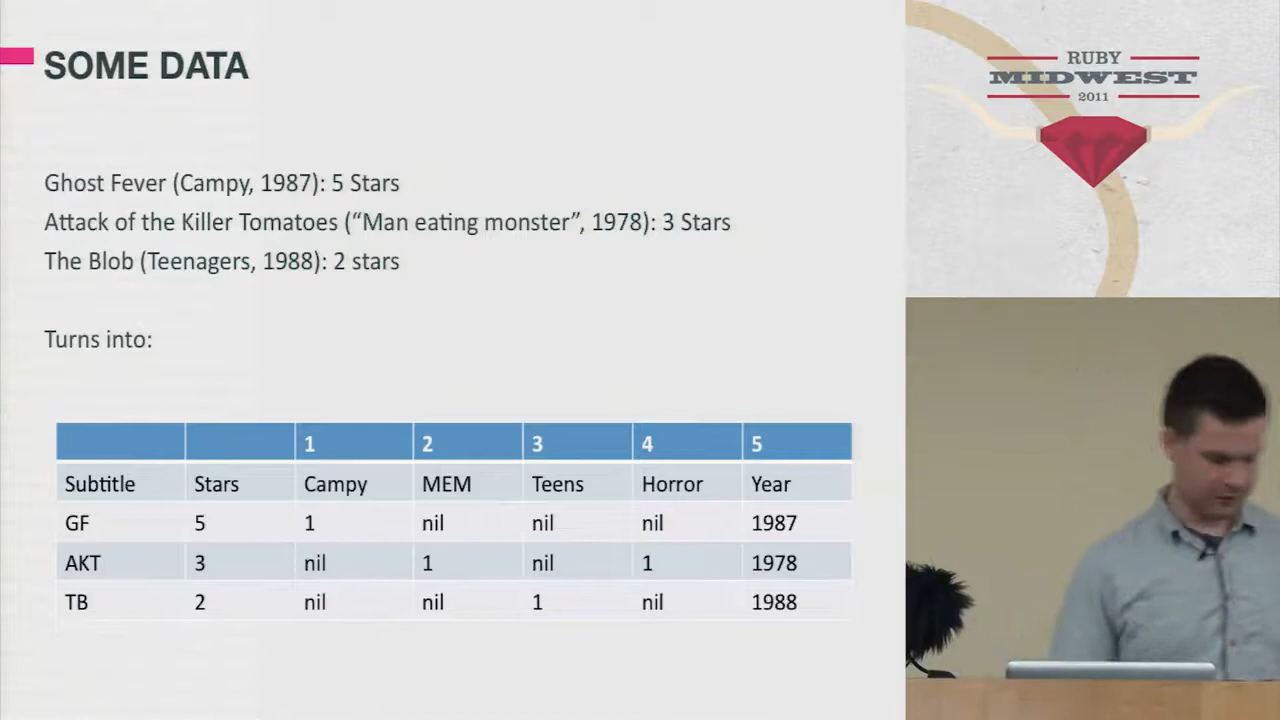 SOME DATA
Ghost Fever (Campy, 1987): 5 Stars
Attack of the Killer Tomatoes (“Man eating monster”, 1978): 3 Stars
The Blob (Teenagers, 1988): 2 stars
Turns into:
1 2 3 4 5
Subtitle Stars Campy MEM Teens Horror Year
GF 5 1 nil nil nil 1987
AKT 3 nil 1 nil 1 1978
TB 2 nil nil 1 nil 1988
RUBY
MIDWEST
2011